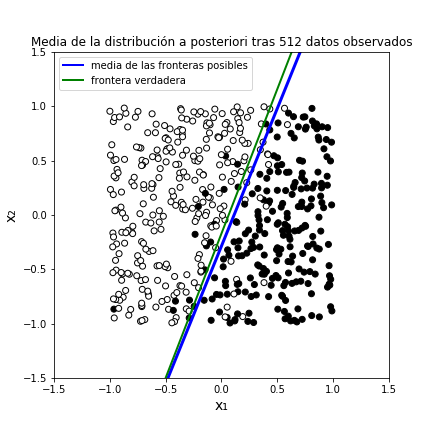 Media de la distribución a posteriori tras 512 datos observados
media de las fronteras posibles
frontera verdadera
1.5
1.0
0.5
0.0
−0.5
−1.0
−1.5
x₂
−1.5 −1.0 −0.5 0.0 0.5 1.0 1.5
x₁